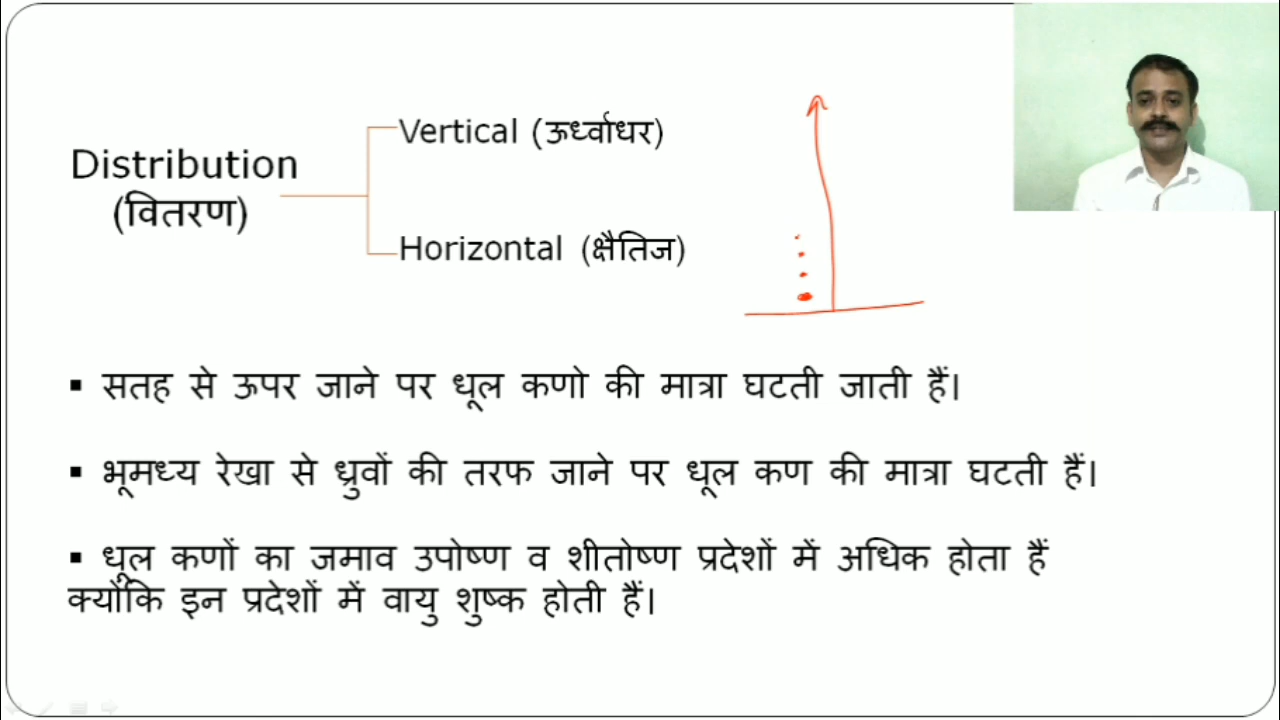 Distribution
(वितरण)
Vertical (ऊर्ध्वाधर)
Horizontal (क्षैतिज)
▪ सतह से ऊपर जाने पर धूल कणो की मात्रा घटती जाती हैं।
▪ भूमध्य रेखा से ध्रुवों की तरफ जाने पर धूल कण की मात्रा घटती हैं।
▪ धूल कणों का जमाव उपोष्ण व शीतोष्ण प्रदेशों में अधिक होता हैं
क्योंकि इन प्रदेशों में वायु शुष्क होती हैं।